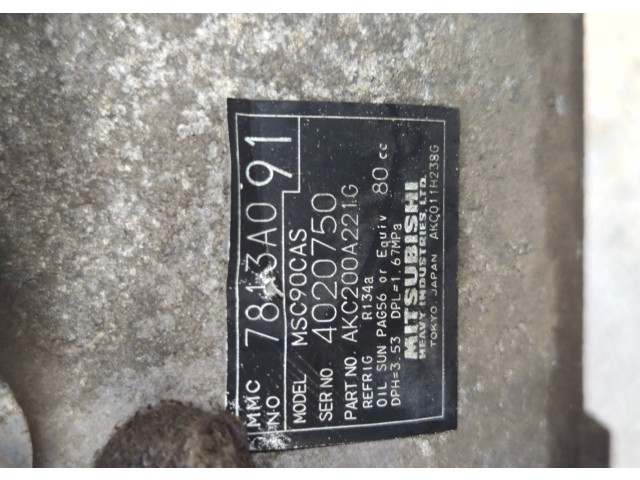 MMC NO 7813A091
MODEL MSC90CAS
SER NO. 4020750
PART NO. AKC200A221G
REFRIG R134a
OIL SUN PAG56 or Equiv 80 cc
DPH=3.53 DPL=1.67MPa
MITSUBISHI
HEAVY INDUSTRIES, LTD.
TOKYO, JAPAN AKC011H238G